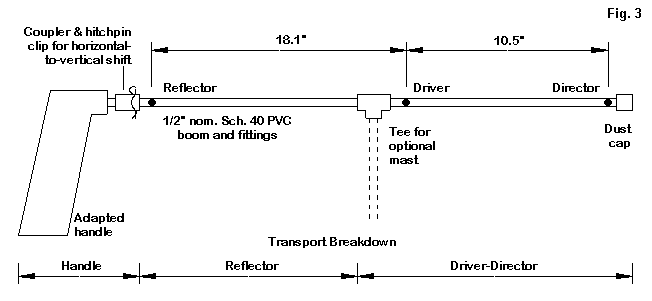 Fig. 3
Coupler & hitchpin
clip for horizontal-
to-vertical shift
18.1"
10.5"
Reflector
Driver
Director
1/2" nom. Sch. 40 PVC
boom and fittings
Tee for
optional
mast
Dust
cap
Adapted
handle
Transport Breakdown
Handle
Reflector
Driver-Director